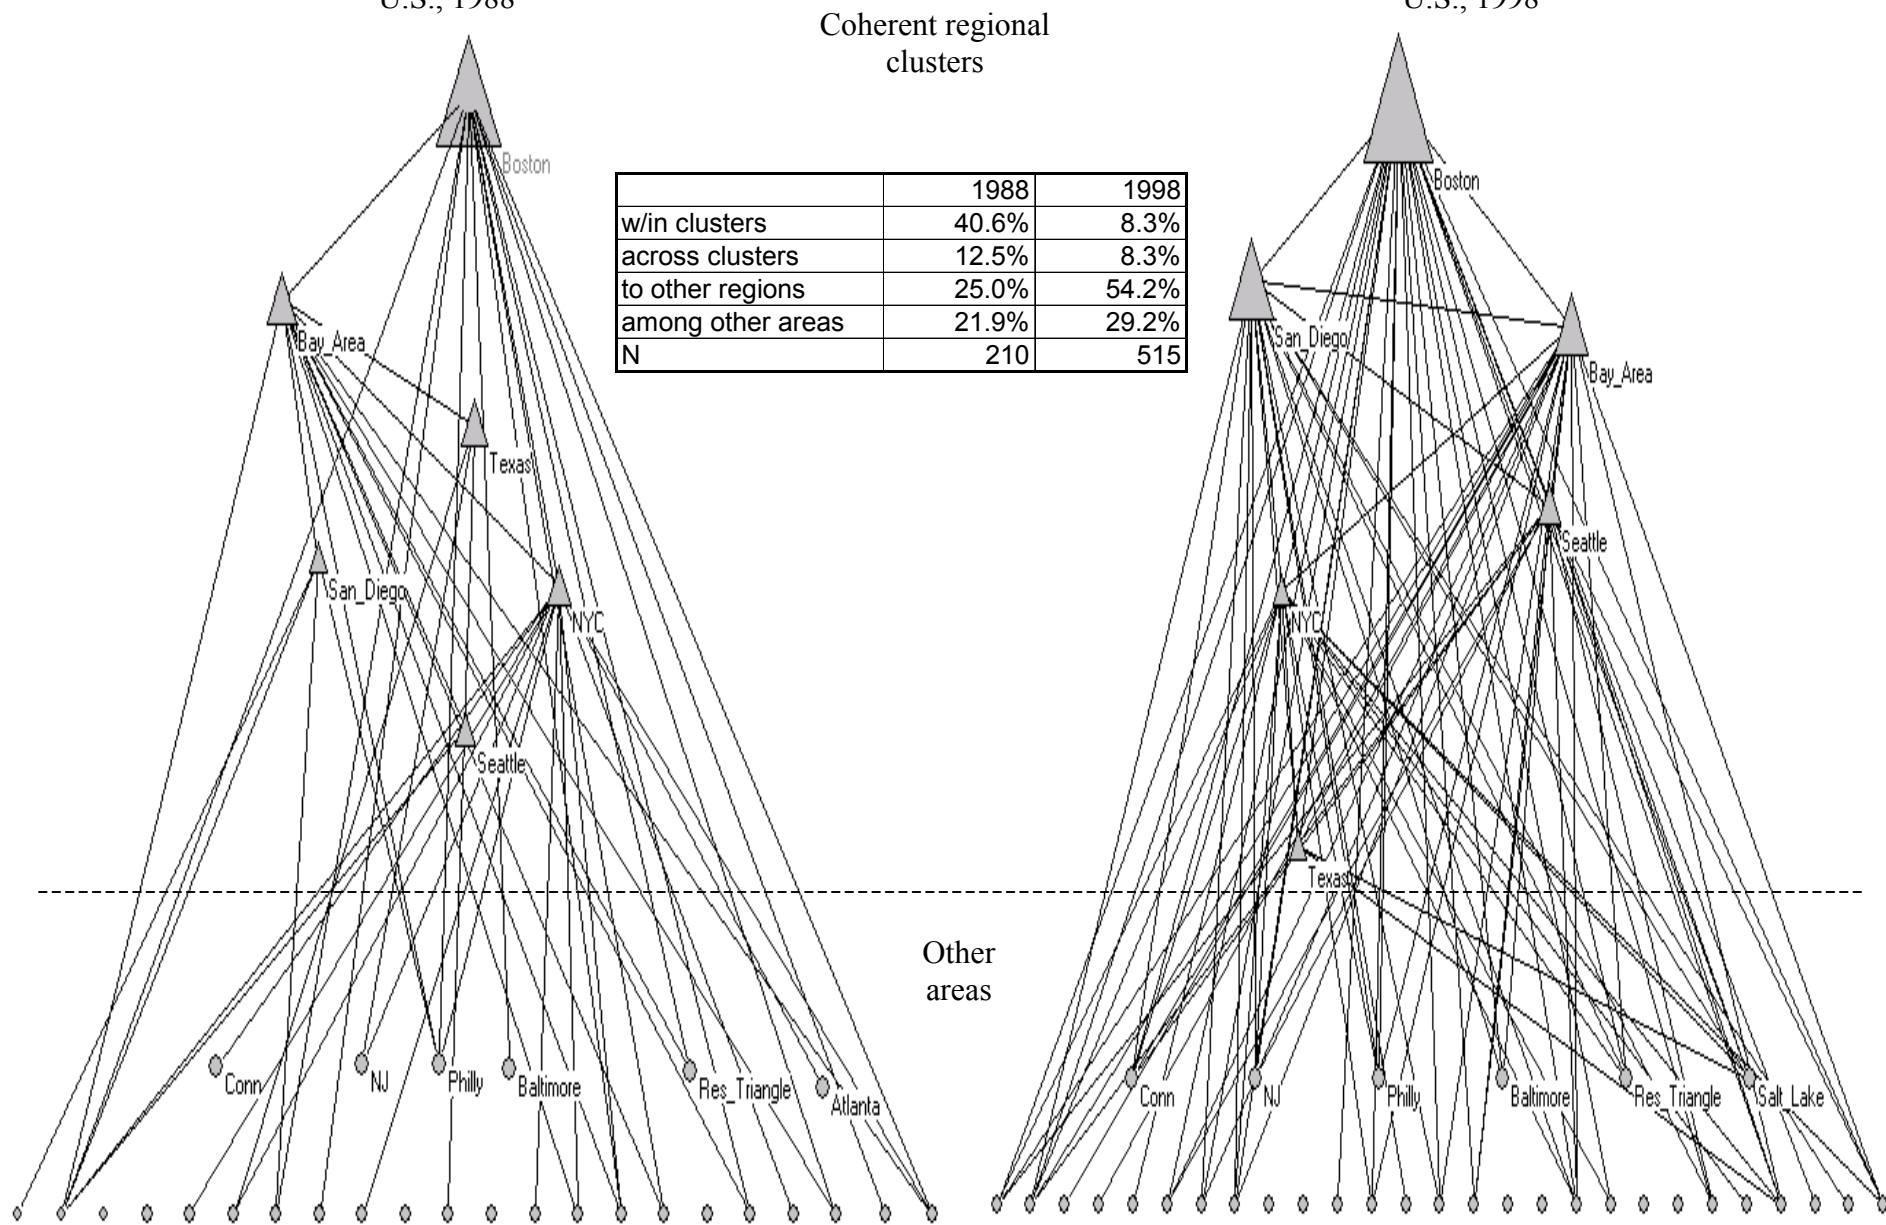 U.S., 1988
U.S., 1998
Coherent regional
clusters
Boston
Bay_Area
Texas
San_Diego
NYC
Seattle
1988 1998
w/in clusters 40.6% 8.3%
across clusters 12.5% 8.3%
to other regions 25.0% 54.2%
among other areas 21.9% 29.2%
N 210 515
Boston
San_Diego
Bay_Area
Seattle
NYC
Texas
Other
areas
Conn
NJ
Philly
Baltimore
Res_Triangle
Atlanta
Conn
NJ
Philly
Baltimore
Res_Triangle
Salt_Lake